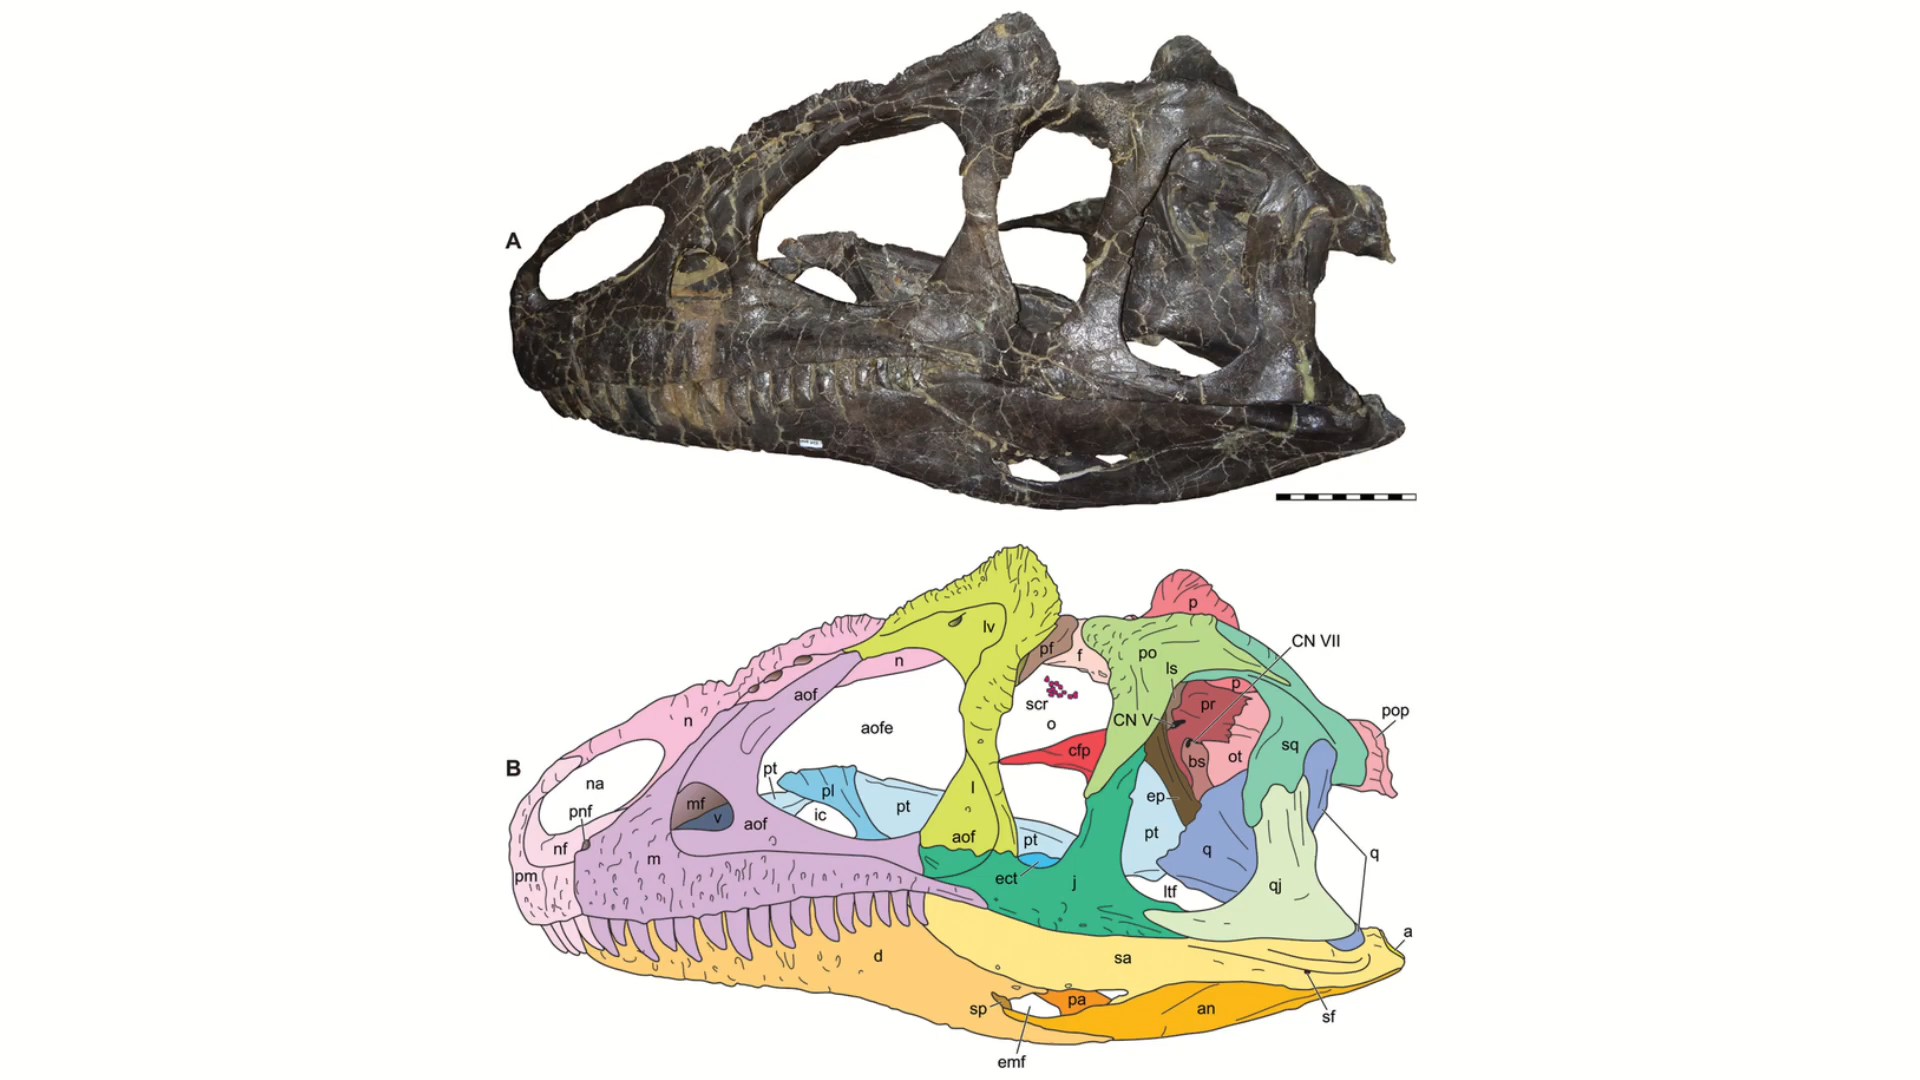 A
B
p
lv
CN VII
pf
f
po
n
ls
p
aof
scr
pr
pop
n
CN V
o
aofe
cfp
sq
ot
bs
pt
na
pl
l
ep
mf
pt
pnf
ic
v
aof
aof
pt
pt
nf
m
q
q
pm
ect
j
ltf
qj
a
d
sa
sp
pa
an
sf
emf